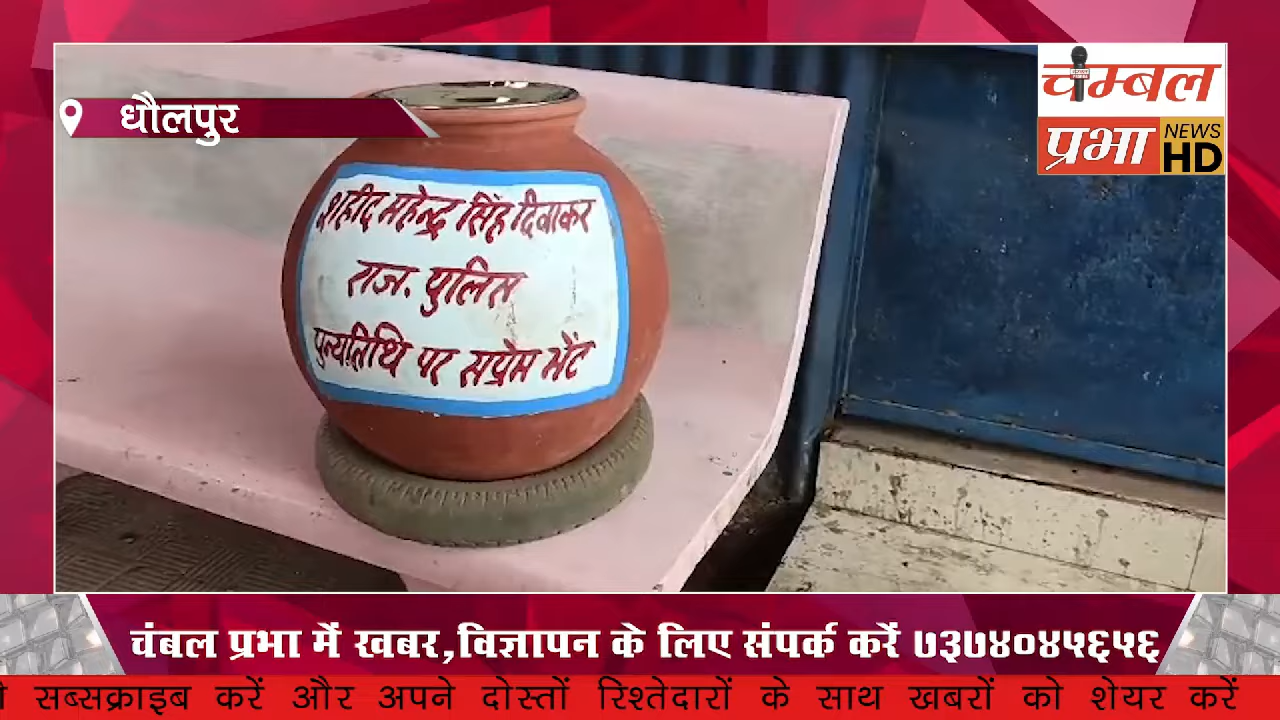 चम्बल
प्रभा NEWS HD
धौलपुर
शहीद महेन्द्र सिंह दिवाकर
राज. पुलिस
पुन्यतिथि पर सप्रेम भेंट
चंबल प्रभा में खबर,विज्ञापन के लिए संपर्क करें ७३७४०४५६५६
सब्सक्राइब करें और अपने दोस्तों रिश्तेदारों के साथ खबरों को शेयर करें